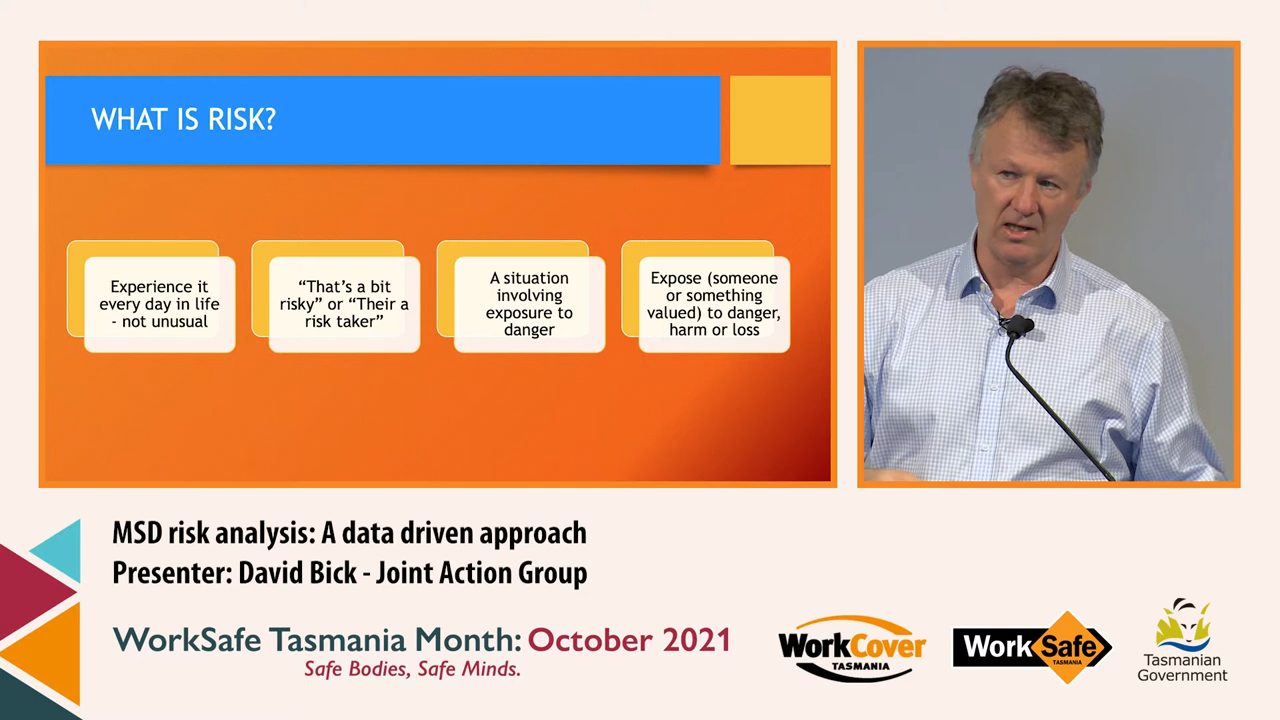 WHAT IS RISK?
Experience it
every day in life
- not unusual
“That’s a bit
risky” or “Their a
risk taker”
A situation
involving
exposure to
danger
Expose (someone
or something
valued) to danger,
harm or loss
MSD risk analysis: A data driven approach
Presenter: David Bick - Joint Action Group
WorkSafe Tasmania Month: October 2021
Safe Bodies, Safe Minds.
WorkCover
TASMANIA
WorkSafe
TASMANIA
Tasmanian
Government